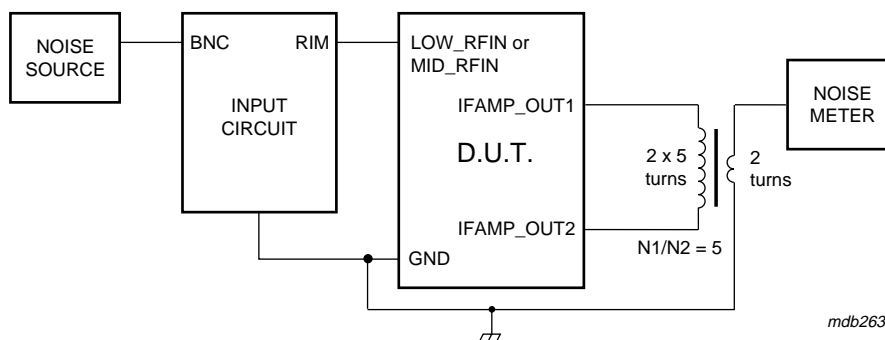 NOISE
SOURCE
BNC
RIM
INPUT
CIRCUIT
LOW_RFIN or
MID_RFIN
IFAMP_OUT1
D.U.T.
IFAMP_OUT2
GND
2 x 5
turns
2
turns
N1/N2 = 5
NOISE
METER
mdb263